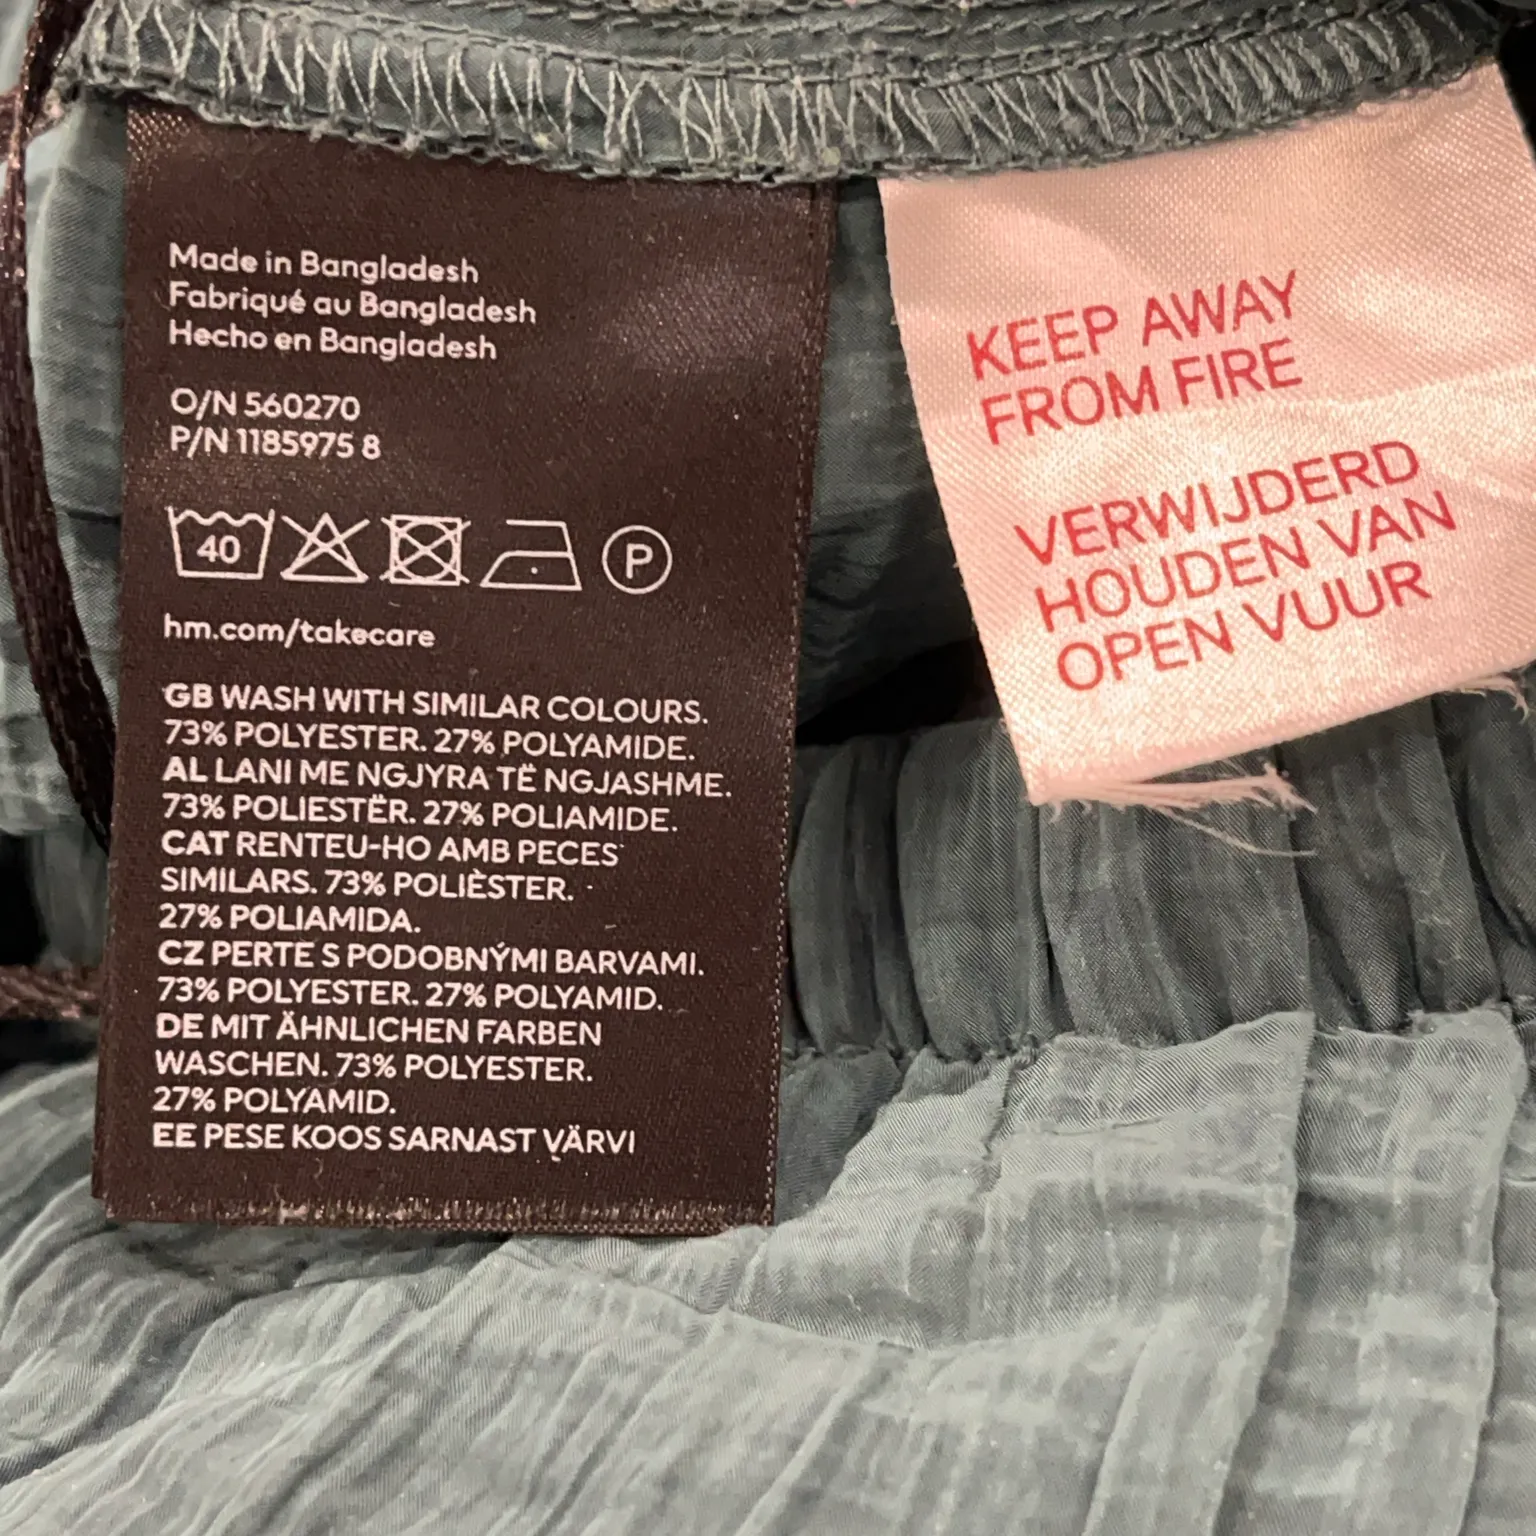 Made in Bangladesh
Fabriqué au Bangladesh
Hecho en Bangladesh
O/N 560270
P/N 1185975 8
40
P
hm.com/takecare
GB WASH WITH SIMILAR COLOURS.
73% POLYESTER. 27% POLYAMIDE.
AL LANI ME NGJYRA TË NGJASHME.
73% POLIESTËR. 27% POLIAMIDE.
CAT RENTEU-HO AMB PECES
SIMILARS. 73% POLIÈSTER.
27% POLIAMIDA.
CZ PERTE S PODOBNÝMI BARVAMI.
73% POLYESTER. 27% POLYAMID.
DE MIT ÄHNLICHEN FARBEN
WASCHEN. 73% POLYESTER.
27% POLYAMID.
EE PESE KOOS SARNAST VÄRVI
KEEP AWAY
FROM FIRE
VERWIJDERD
HOUDEN VAN
OPEN VUUR